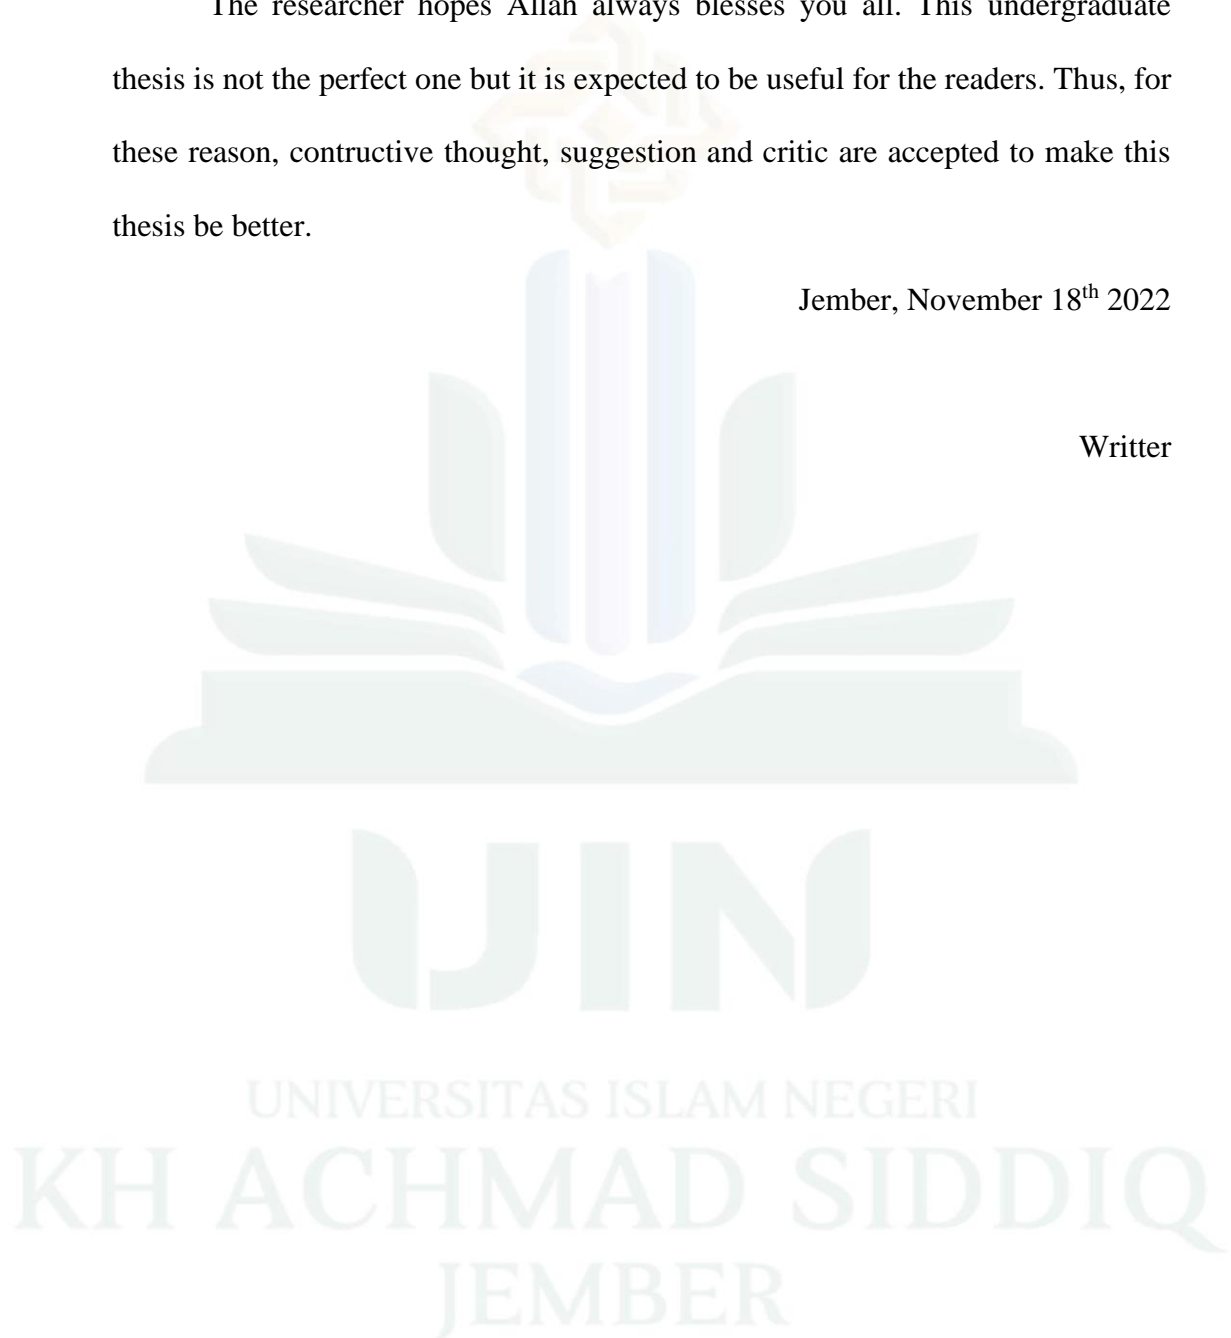 The researcher hopes Allah always blesses you all. This undergraduate
thesis is not the perfect one but it is expected to be useful for the readers. Thus, for
these reason, contructive thought, suggestion and critic are accepted to make this
thesis be better.
Jember, November 18th 2022
Writter
UIN
UNIVERSITAS ISLAM NEGERI
KH ACHMAD SIDDIQ
JEMBER